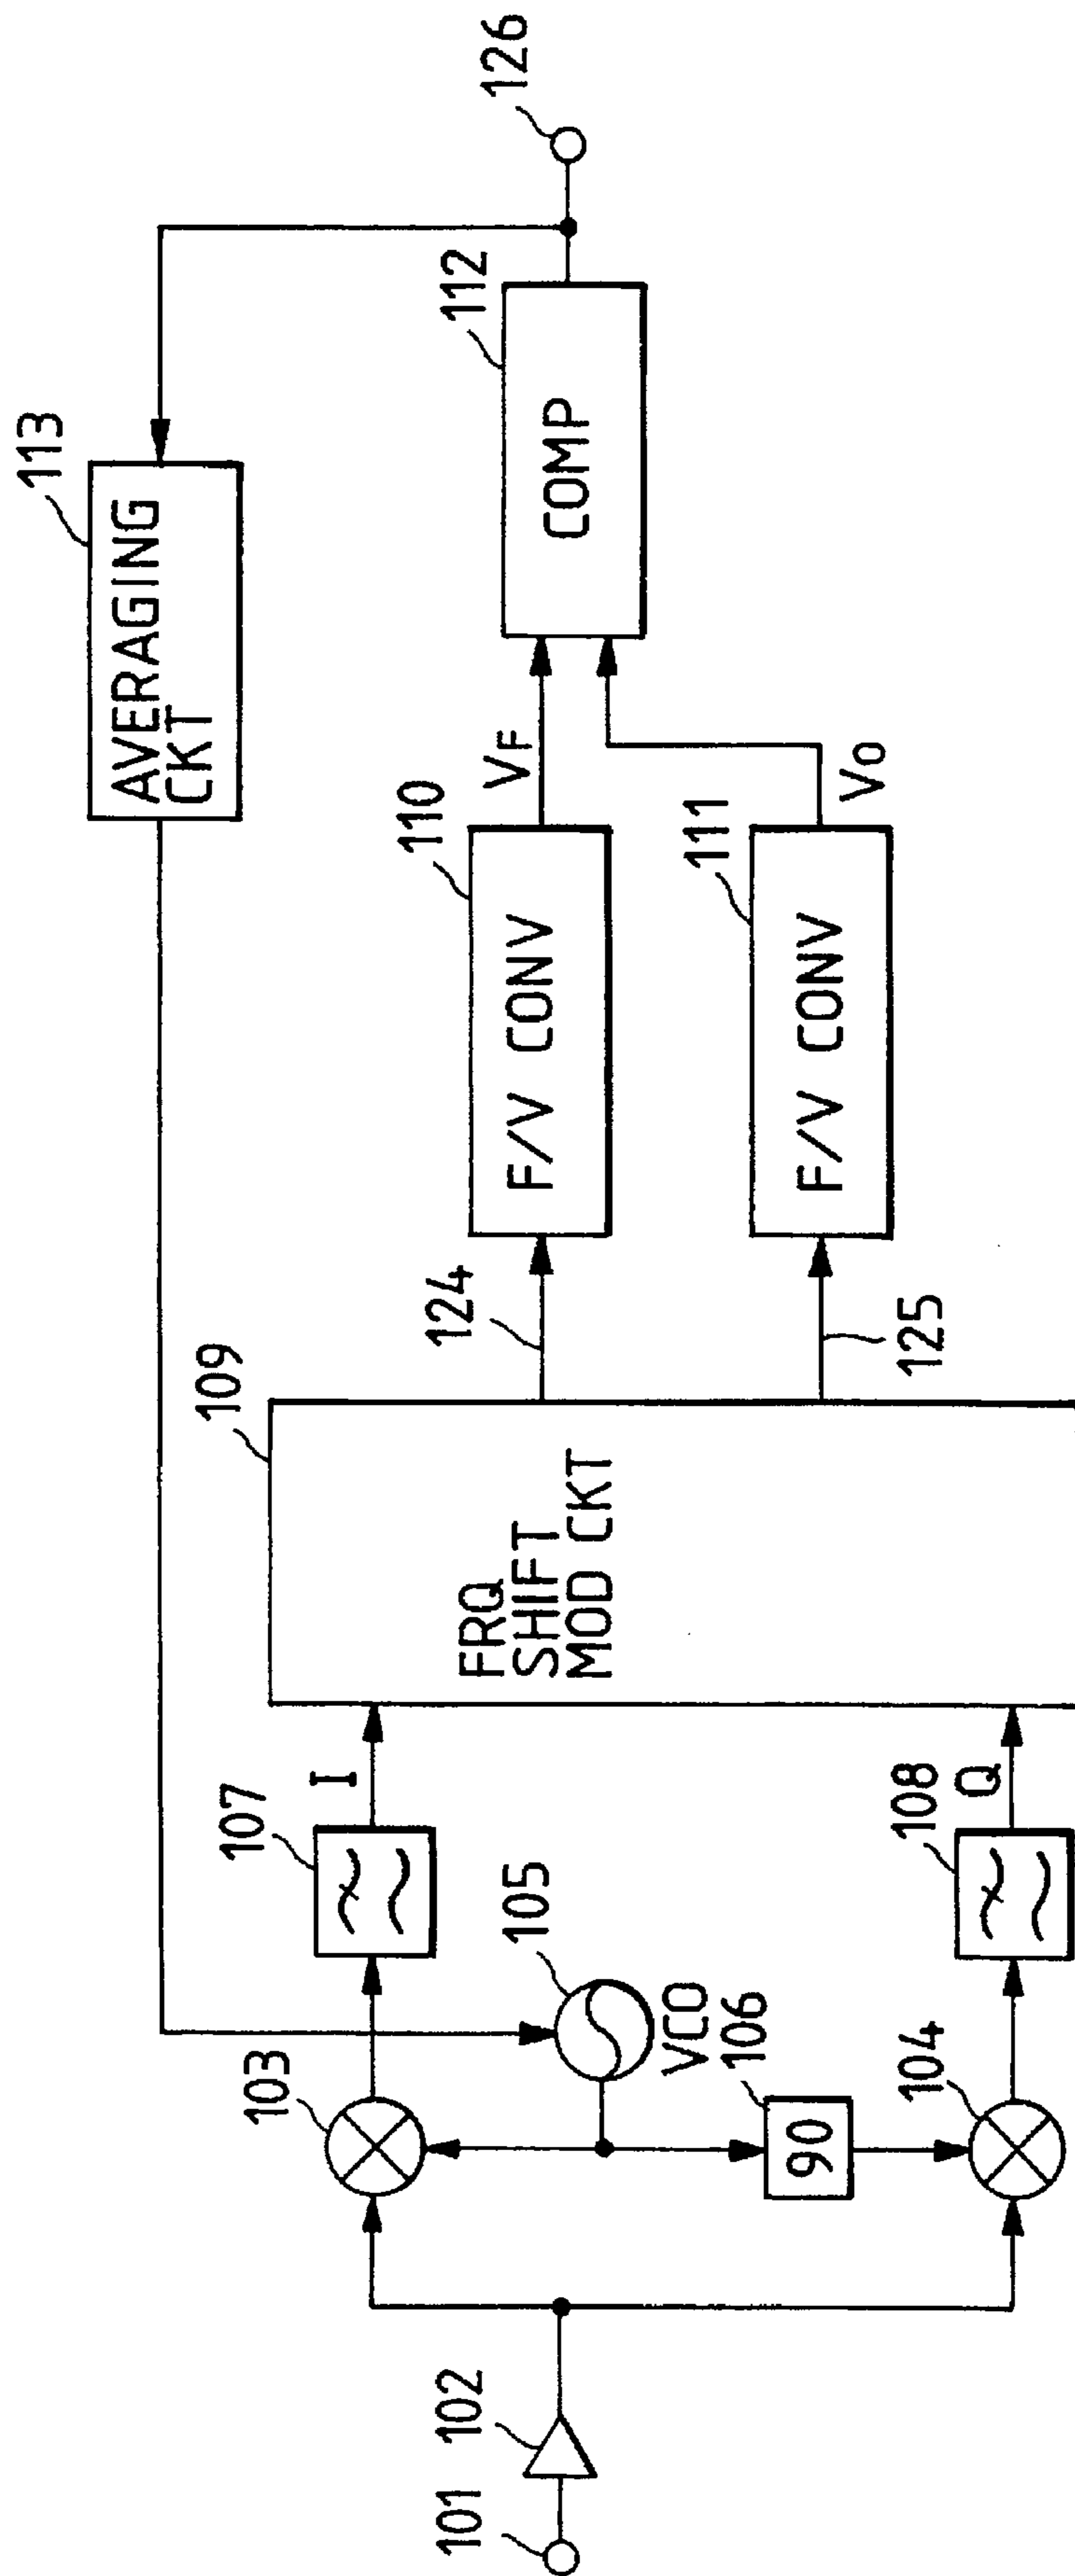 113
AVERAGING
CKT
109
107
I
103
105
VCO
106
90
101
102
104
108
Q
FRQ
SHIFT
MOD CKT
124
125
110
F/V CONV
VF
111
F/V CONV
VO
112
COMP
126